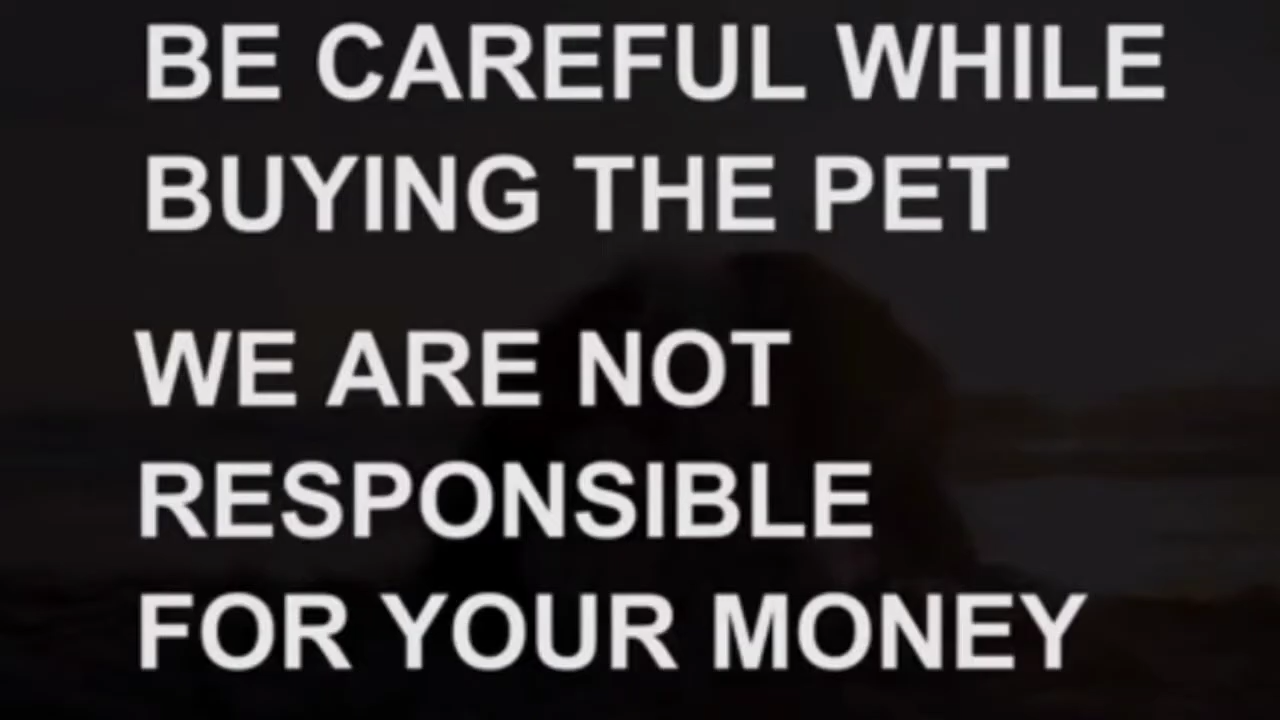 BE CAREFUL WHILE
BUYING THE PET
WE ARE NOT
RESPONSIBLE
FOR YOUR MONEY